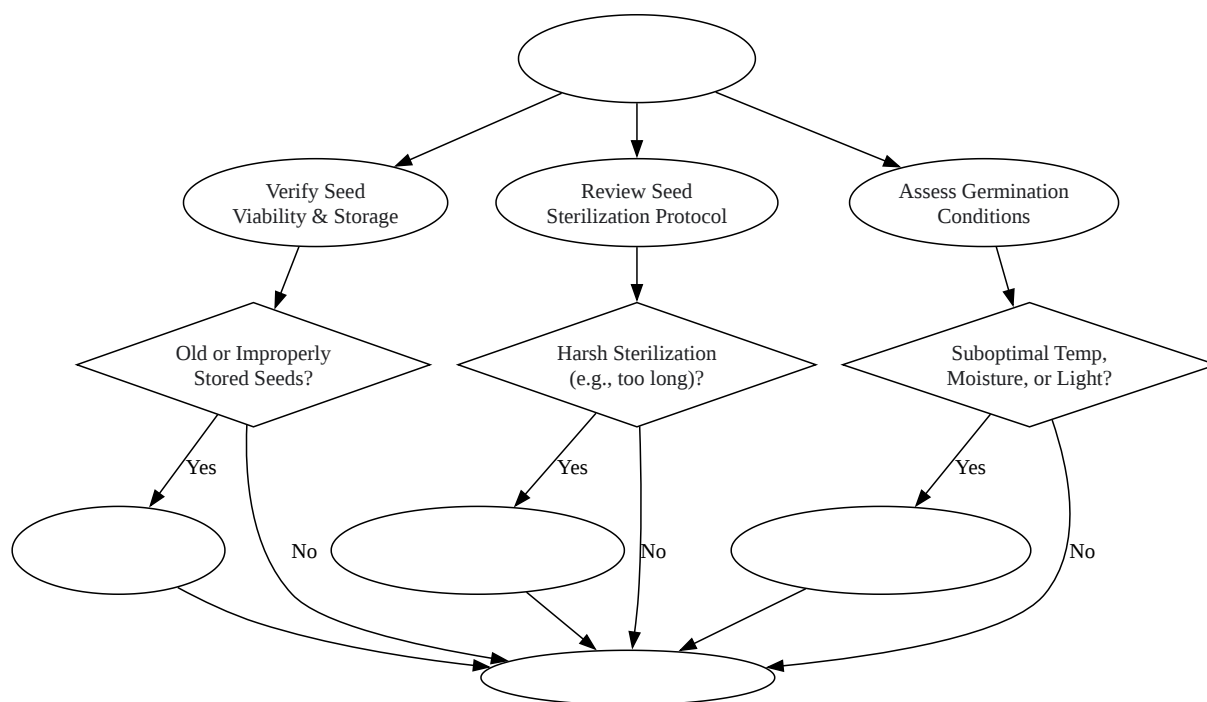 Verify Seed
Viability & Storage
Review Seed
Sterilization Protocol
Assess Germination
Conditions
Old or Improperly
Stored Seeds?
Harsh Sterilization
(e.g., too long)?
Suboptimal Temp,
Moisture, or Light?
Yes
Yes
Yes
No
No
No